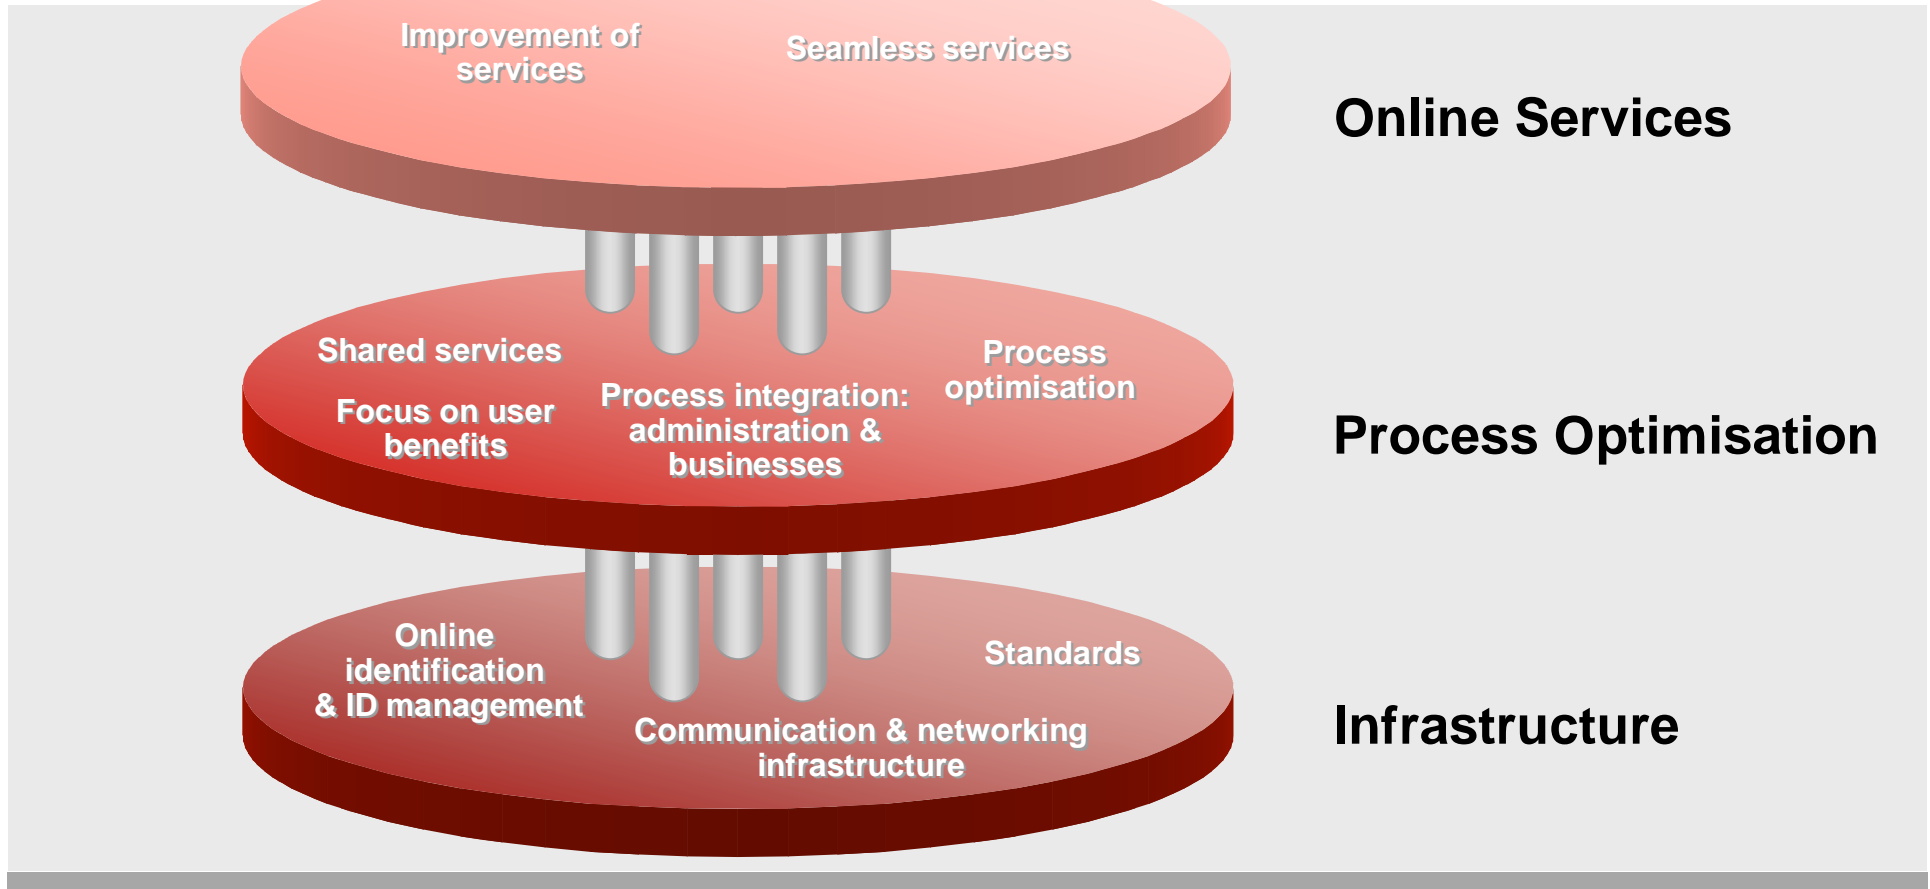 Improvement of
services
Seamless services
Online Services
Shared services
Focus on user
benefits
Process integration:
administration &
businesses
Process
optimisation
Process Optimisation
Online
identification
& ID management
Communication & networking
infrastructure
Standards
Infrastructure